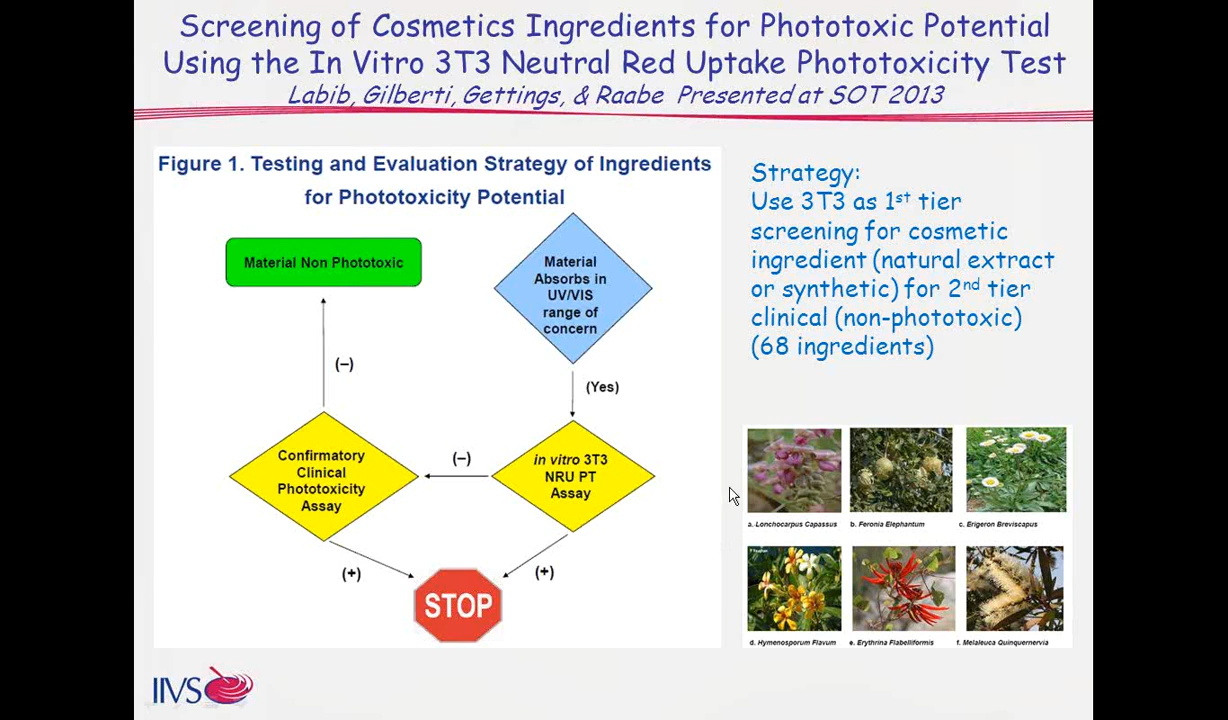 Screening of Cosmetics Ingredients for Phototoxic Potential
Using the In Vitro 3T3 Neutral Red Uptake Phototoxicity Test
Labib, Gilberti, Gettings, & Raabe Presented at SOT 2013
Figure 1. Testing and Evaluation Strategy of Ingredients
for Phototoxicity Potential
Material Non Phototoxic
Material
Absorbs in
UV/VIS
range of
concern
(–)
(Yes)
Confirmatory
Clinical
Phototoxicity
Assay
(–)
in vitro 3T3
NRU PT
Assay
(+)
(+)
STOP
Strategy:
Use 3T3 as 1st tier
screening for cosmetic
ingredient (natural extract
or synthetic) for 2nd tier
clinical (non-phototoxic)
(68 ingredients)
a. Lonchocarpus Capassus
b. Feronia Elephantum
c. Erigeron Breviscapus
d. Hymenosporum Flavum
e. Erythrina Flabelliformis
f. Melaleuca Quinquernervia
IIVS